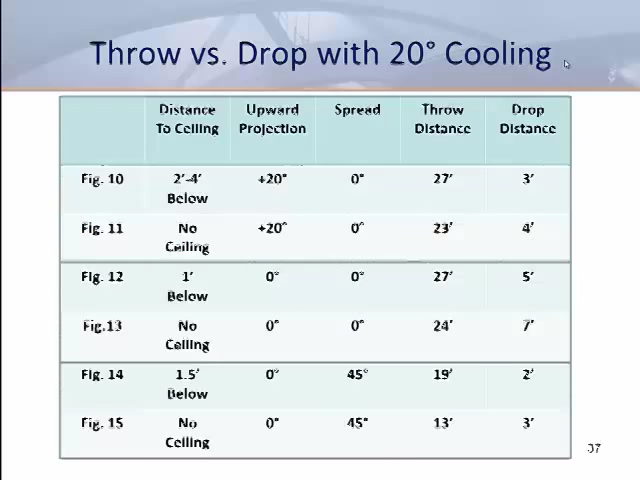 Throw vs. Drop with 20° Cooling
Distance To Ceiling Upward Projection Spread Throw Distance Drop Distance
Fig. 10 2'-4' Below +20° 0° 27' 3'
Fig. 11 No Ceiling +20° 0° 23' 4'
Fig. 12 1' Below 0° 0° 27' 5'
Fig.13 No Ceiling 0° 0° 24' 7'
Fig. 14 1.5' Below 0° 45° 19' 2'
Fig. 15 No Ceiling 0° 45° 13' 3'